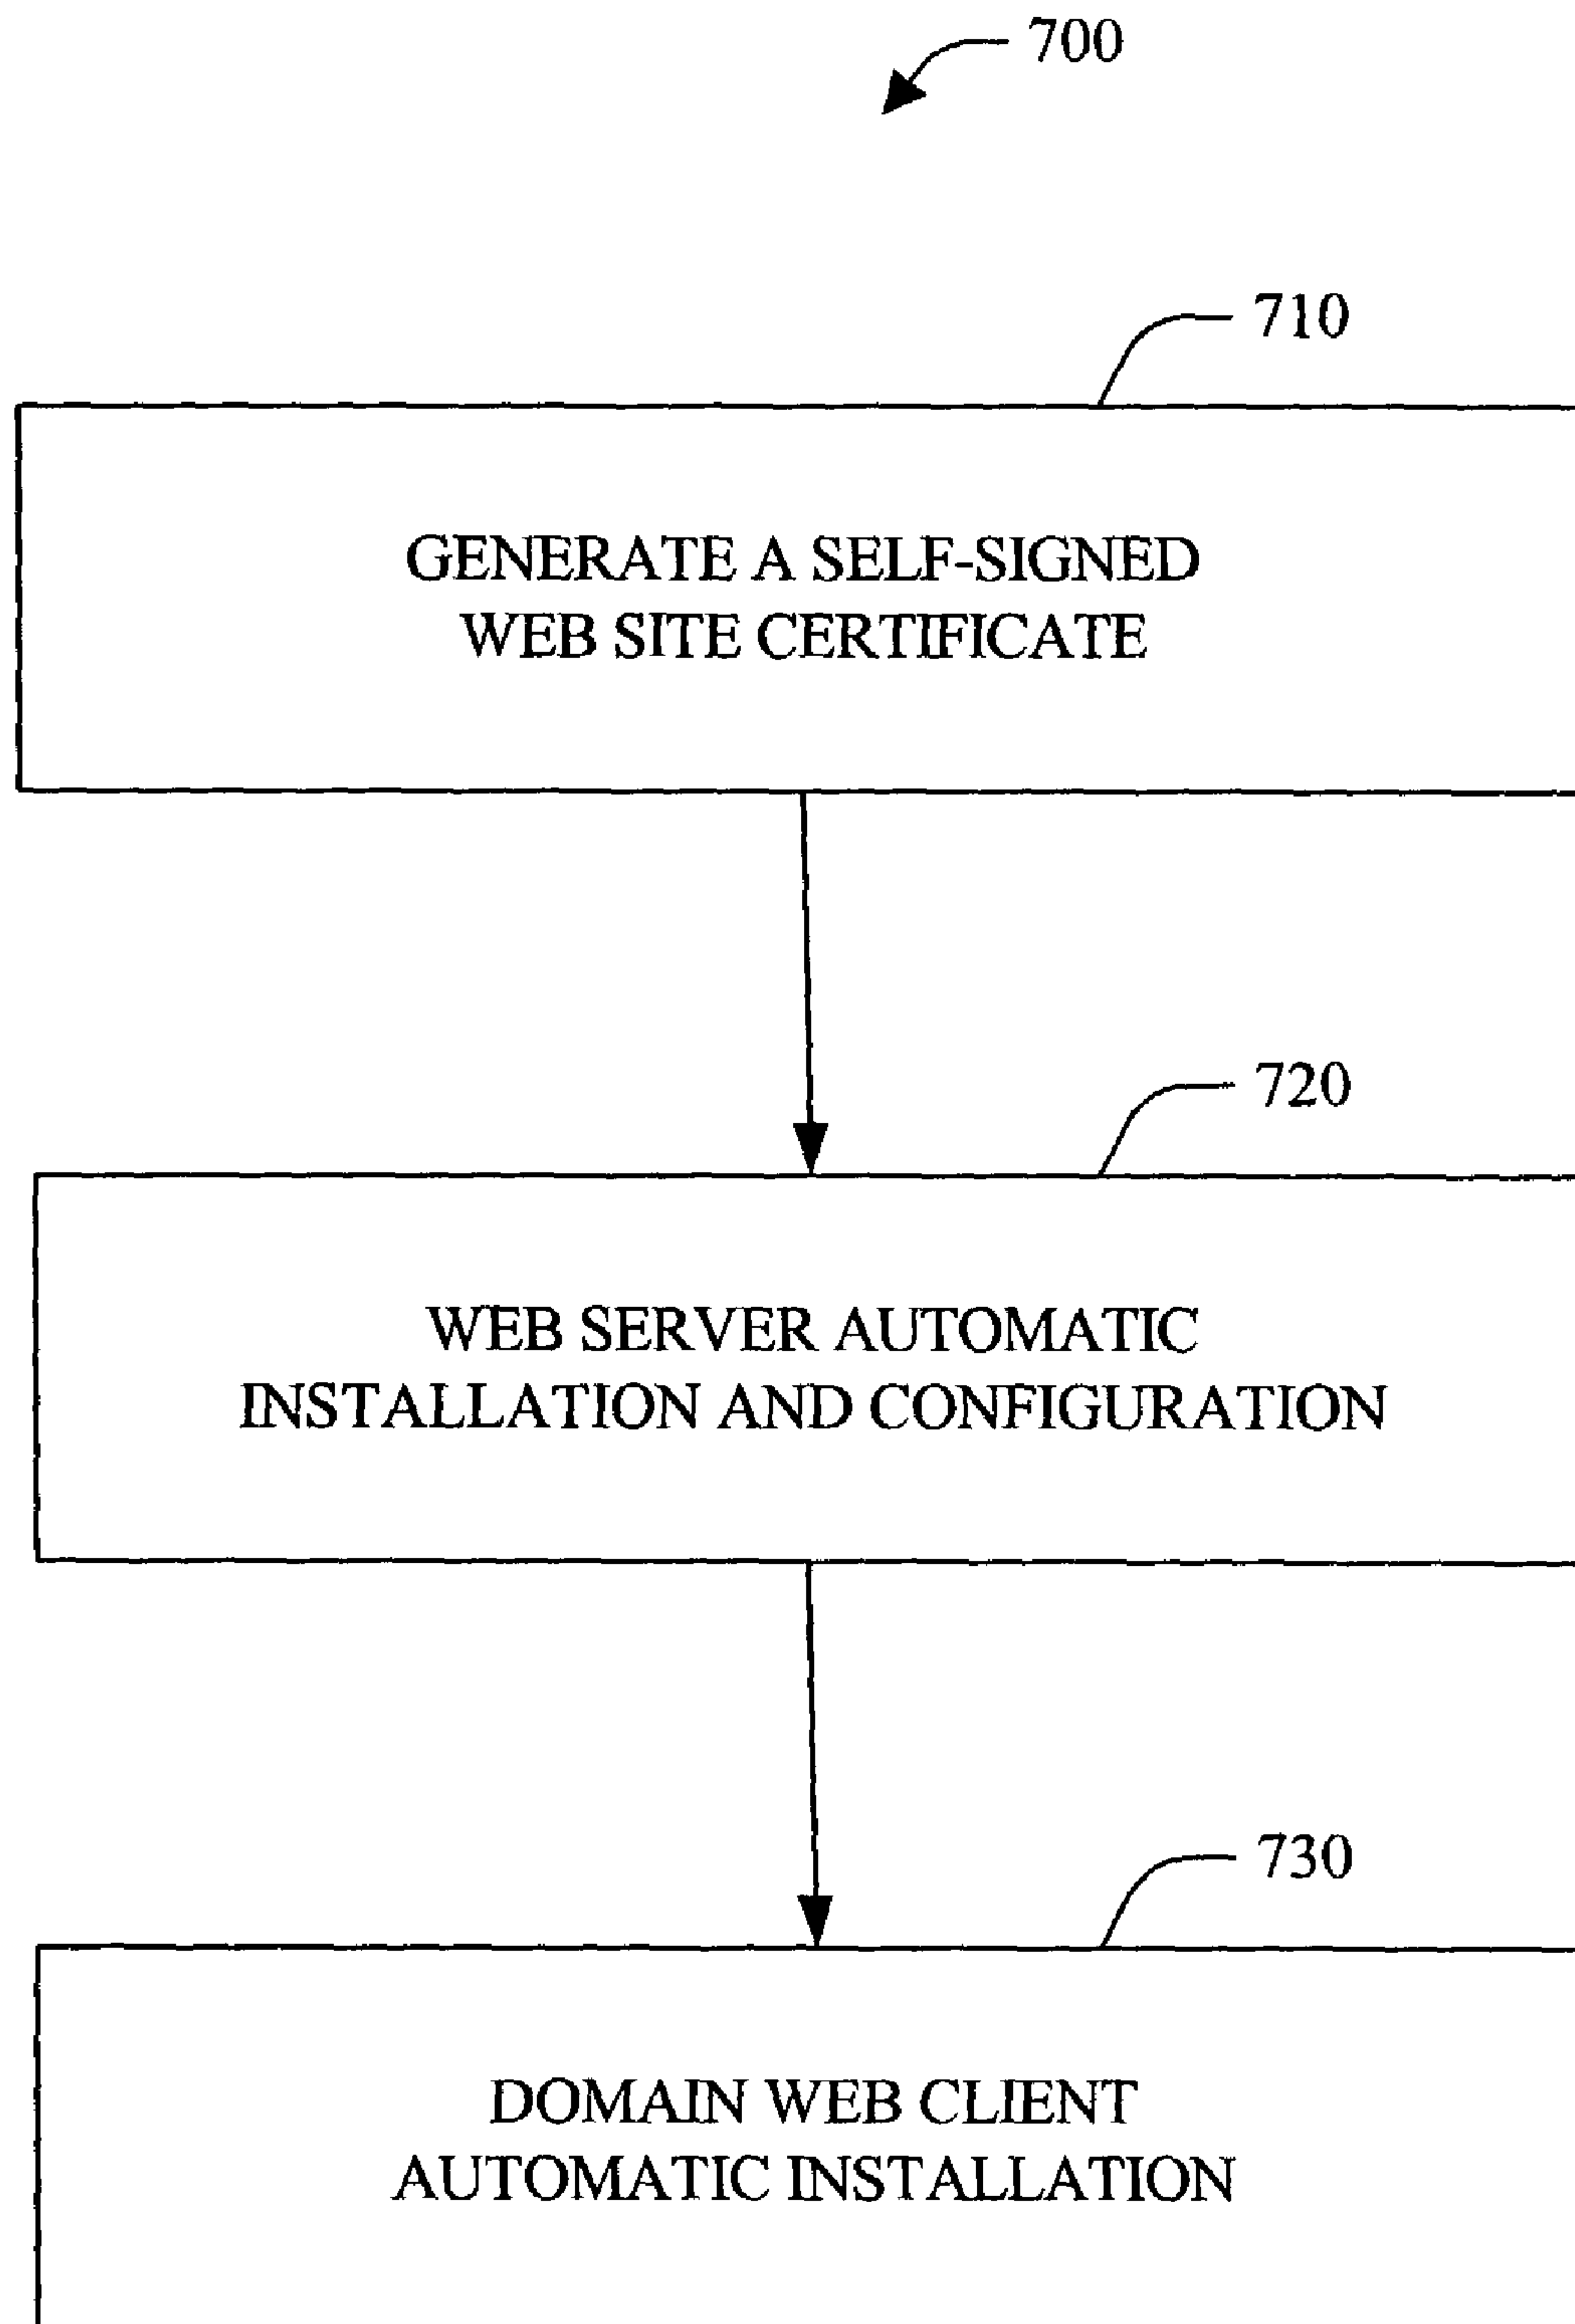 700
710
GENERATE A SELF-SIGNED
WEB SITE CERTIFICATE
720
WEB SERVER AUTOMATIC
INSTALLATION AND CONFIGURATION
730
DOMAIN WEB CLIENT
AUTOMATIC INSTALLATION